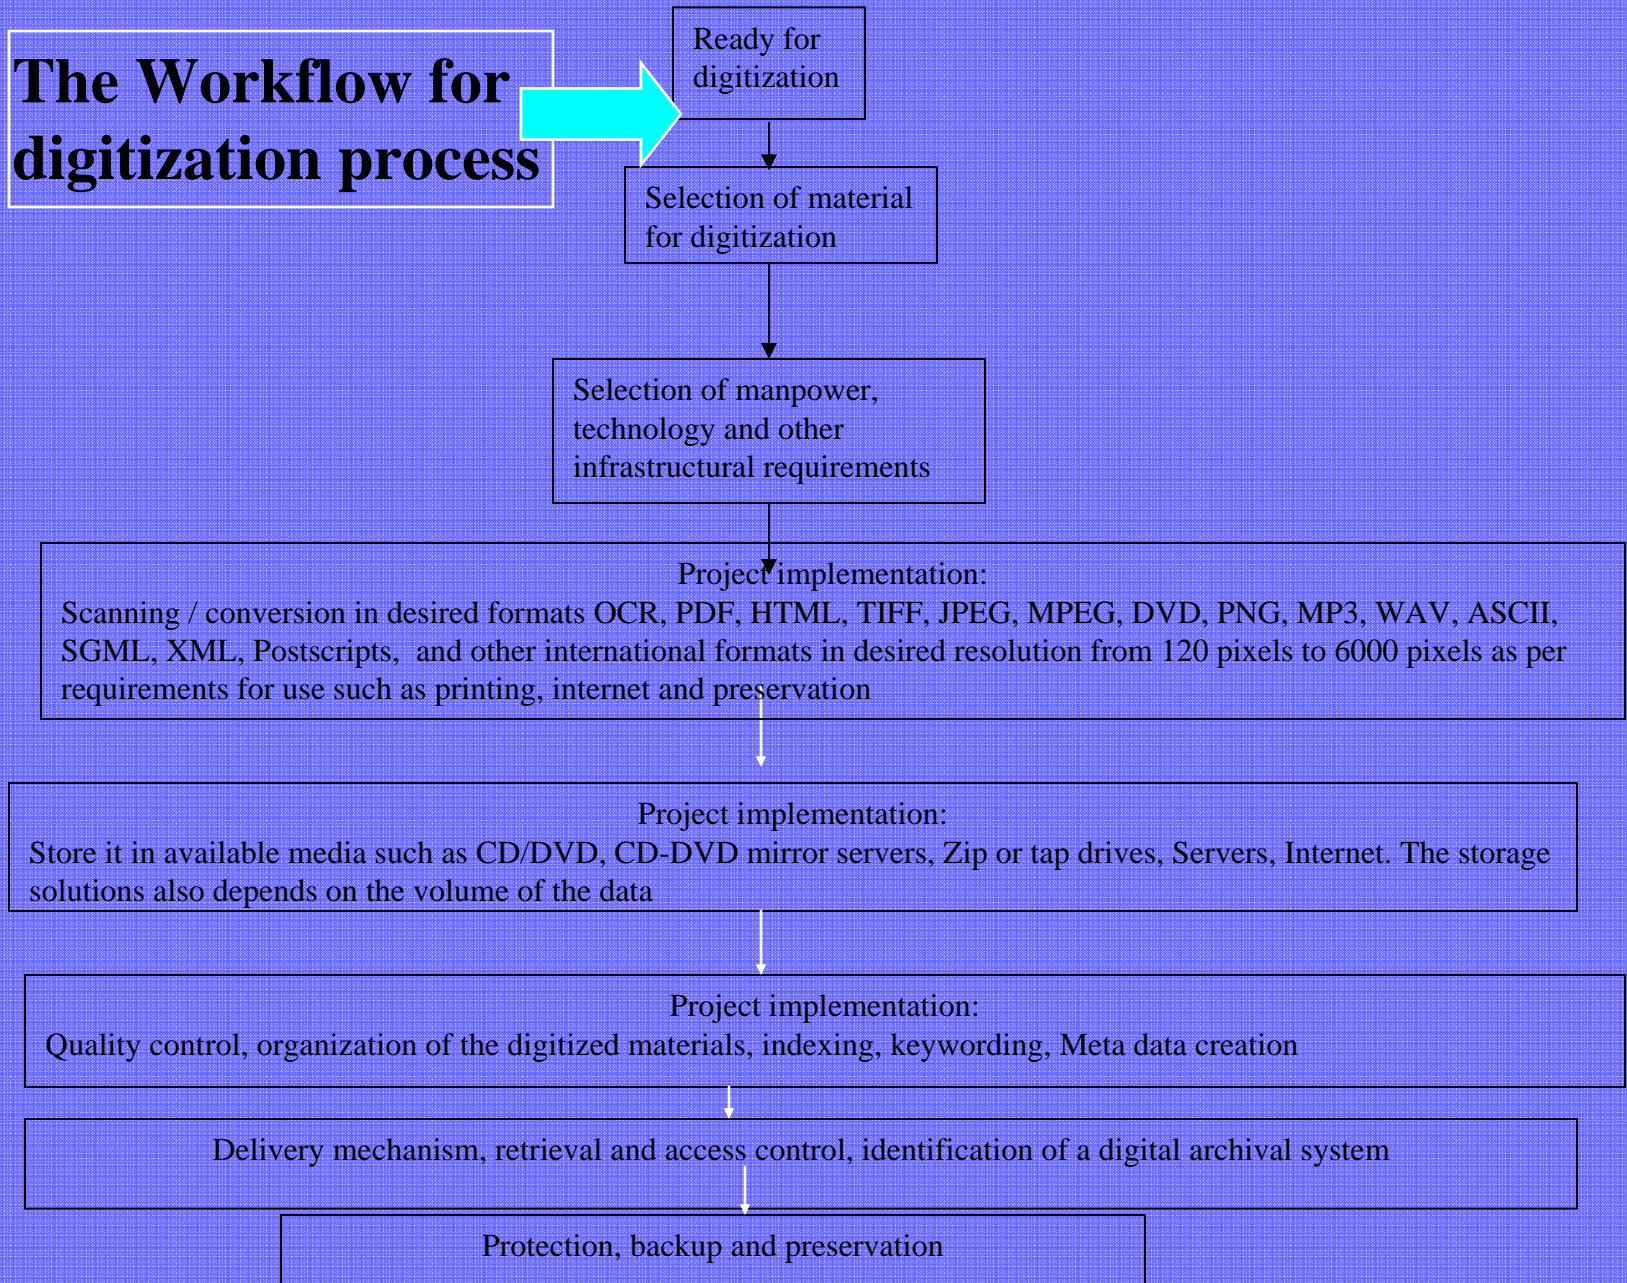 The Workflow for
digitization process
Ready for
digitization
Selection of material
for digitization
Selection of manpower,
technology and other
infrastructural requirements
Project implementation:
Scanning / conversion in desired formats OCR, PDF, HTML, TIFF, JPEG, MPEG, DVD, PNG, MP3, WAV, ASCII,
SGML, XML, Postscripts,  and other international formats in desired resolution from 120 pixels to 6000 pixels as per
requirements for use such as printing, internet and preservation
Project implementation:
Store it in available media such as CD/DVD, CD-DVD mirror servers, Zip or tap drives, Servers, Internet. The storage
solutions also depends on the volume of the data
Project implementation:
Quality control, organization of the digitized materials, indexing, keywording, Meta data creation
Delivery mechanism, retrieval and access control, identification of a digital archival system
Protection, backup and preservation